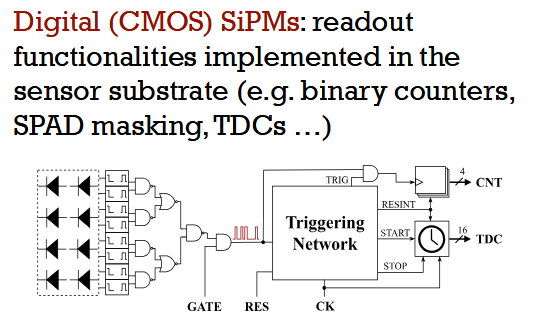 Digital (CMOS) SiPMs: readout
functionalities implemented in the
sensor substrate (e.g. binary counters,
SPAD masking, TDCs …)
4
TRIG
CNT
RESINT
Triggering
Network
START
16
TDC
STOP
GATE
RES
CK